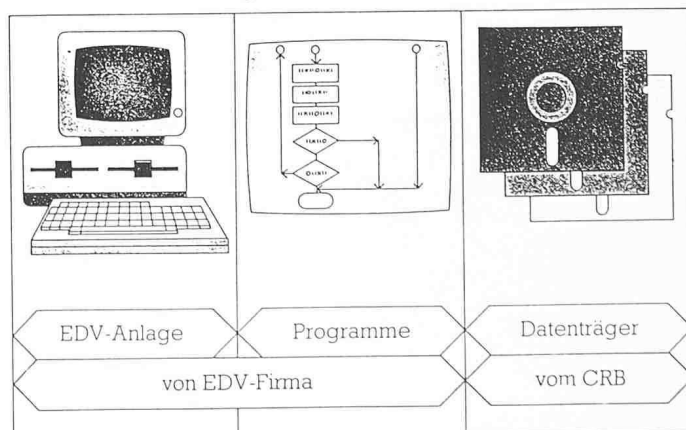 EDV-Anlage
Programme
Datenträger
von EDV-Firma
vom CRB